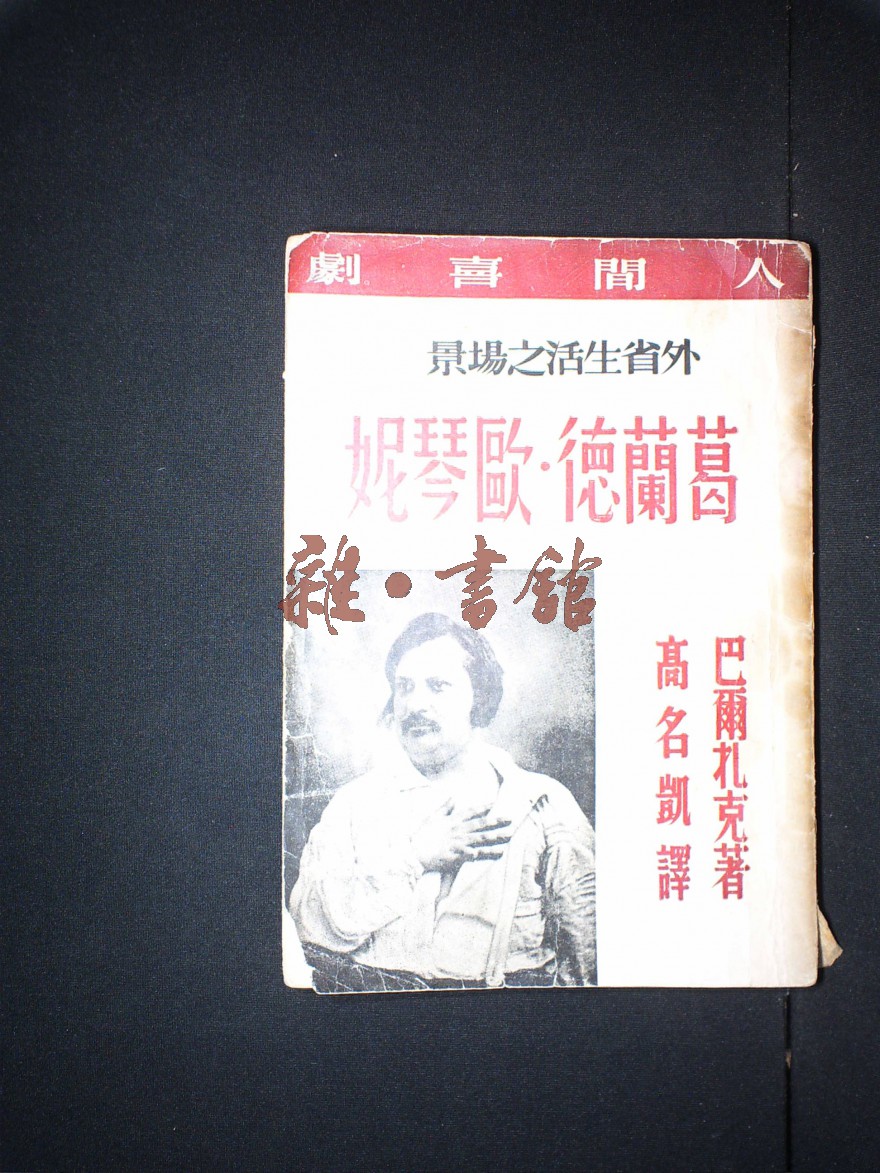 人間喜劇
外省生活之場景
葛蘭德·歐琴妮
雜·書館
巴爾扎克著
高名凱譯